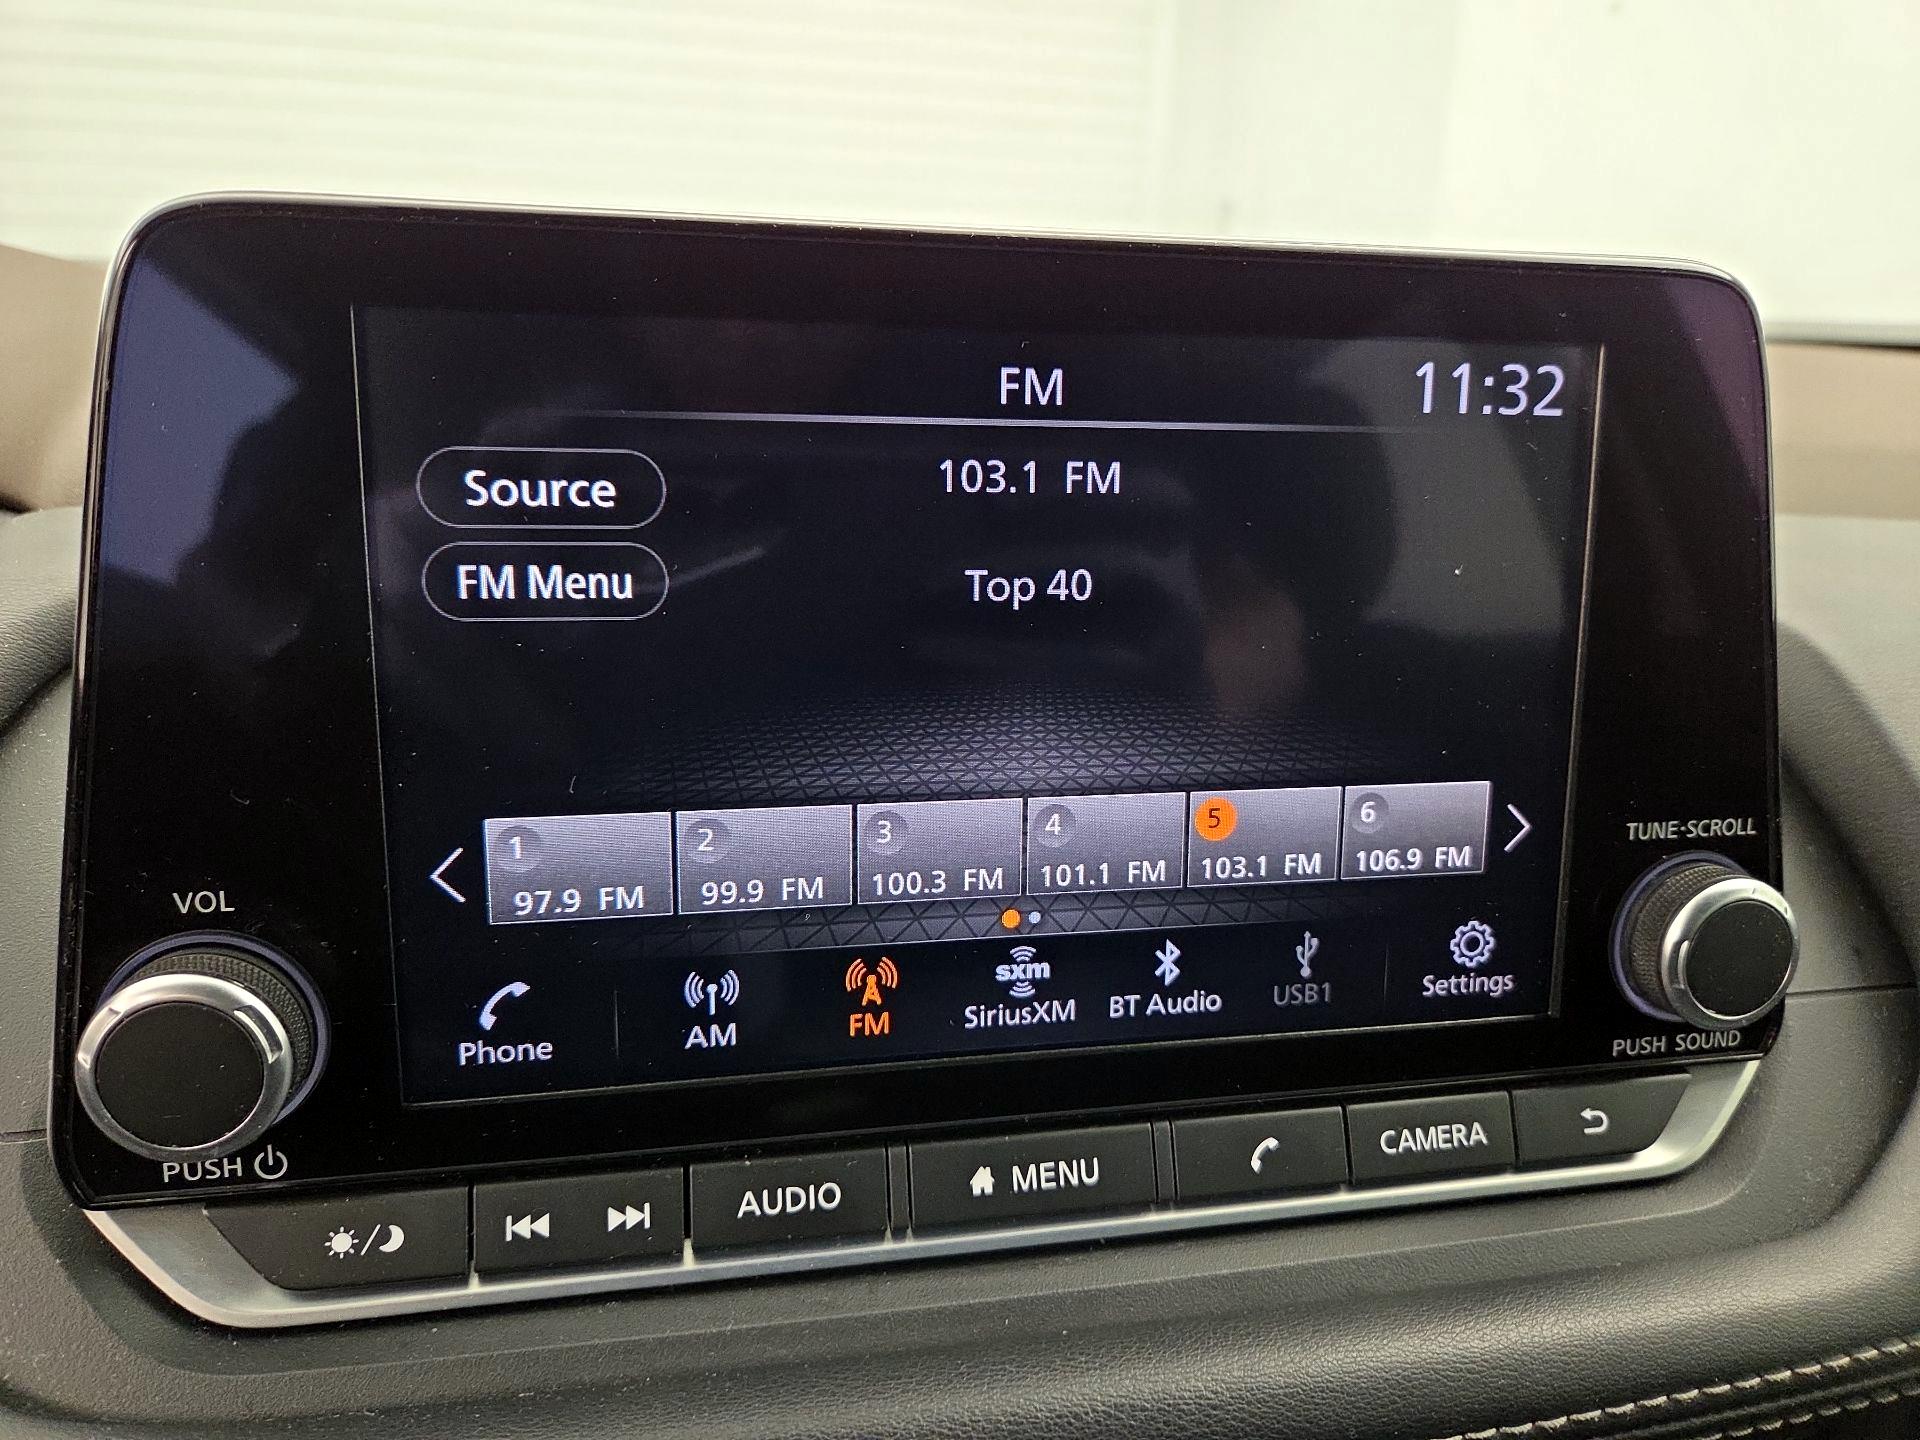 FM
11:32
Source
103.1 FM
FM Menu
Top 40
1
97.9 FM
2
99.9 FM
3
100.3 FM
4
101.1 FM
5
103.1 FM
6
106.9 FM
TUNE·SCROLL
VOL
Phone
AM
FM
sxm
SiriusXM
BT Audio
USB1
Settings
PUSH SOUND
PUSH
AUDIO
MENU
CAMERA